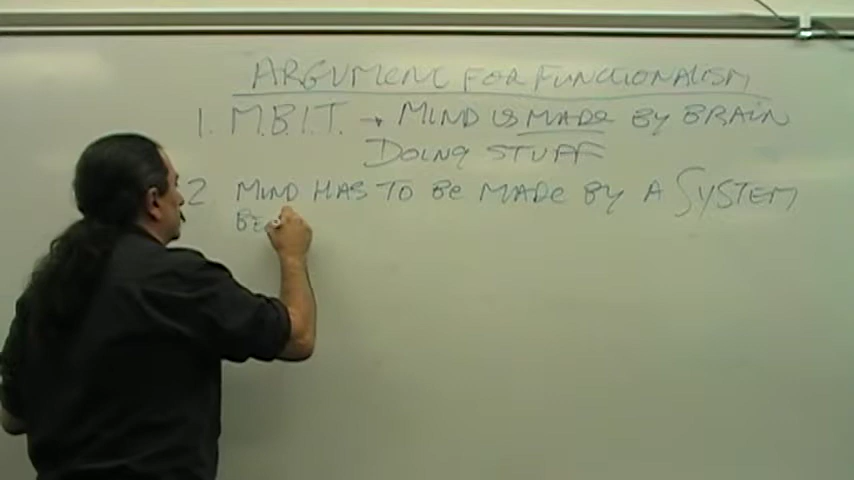 ARGUMENT FOR FUNCTIONALISM
1. M.B.I.T. → MIND IS MADE BY BRAIN
DOING STUFF
2 MIND HAS TO BE MADE BY A SYSTEM
BE